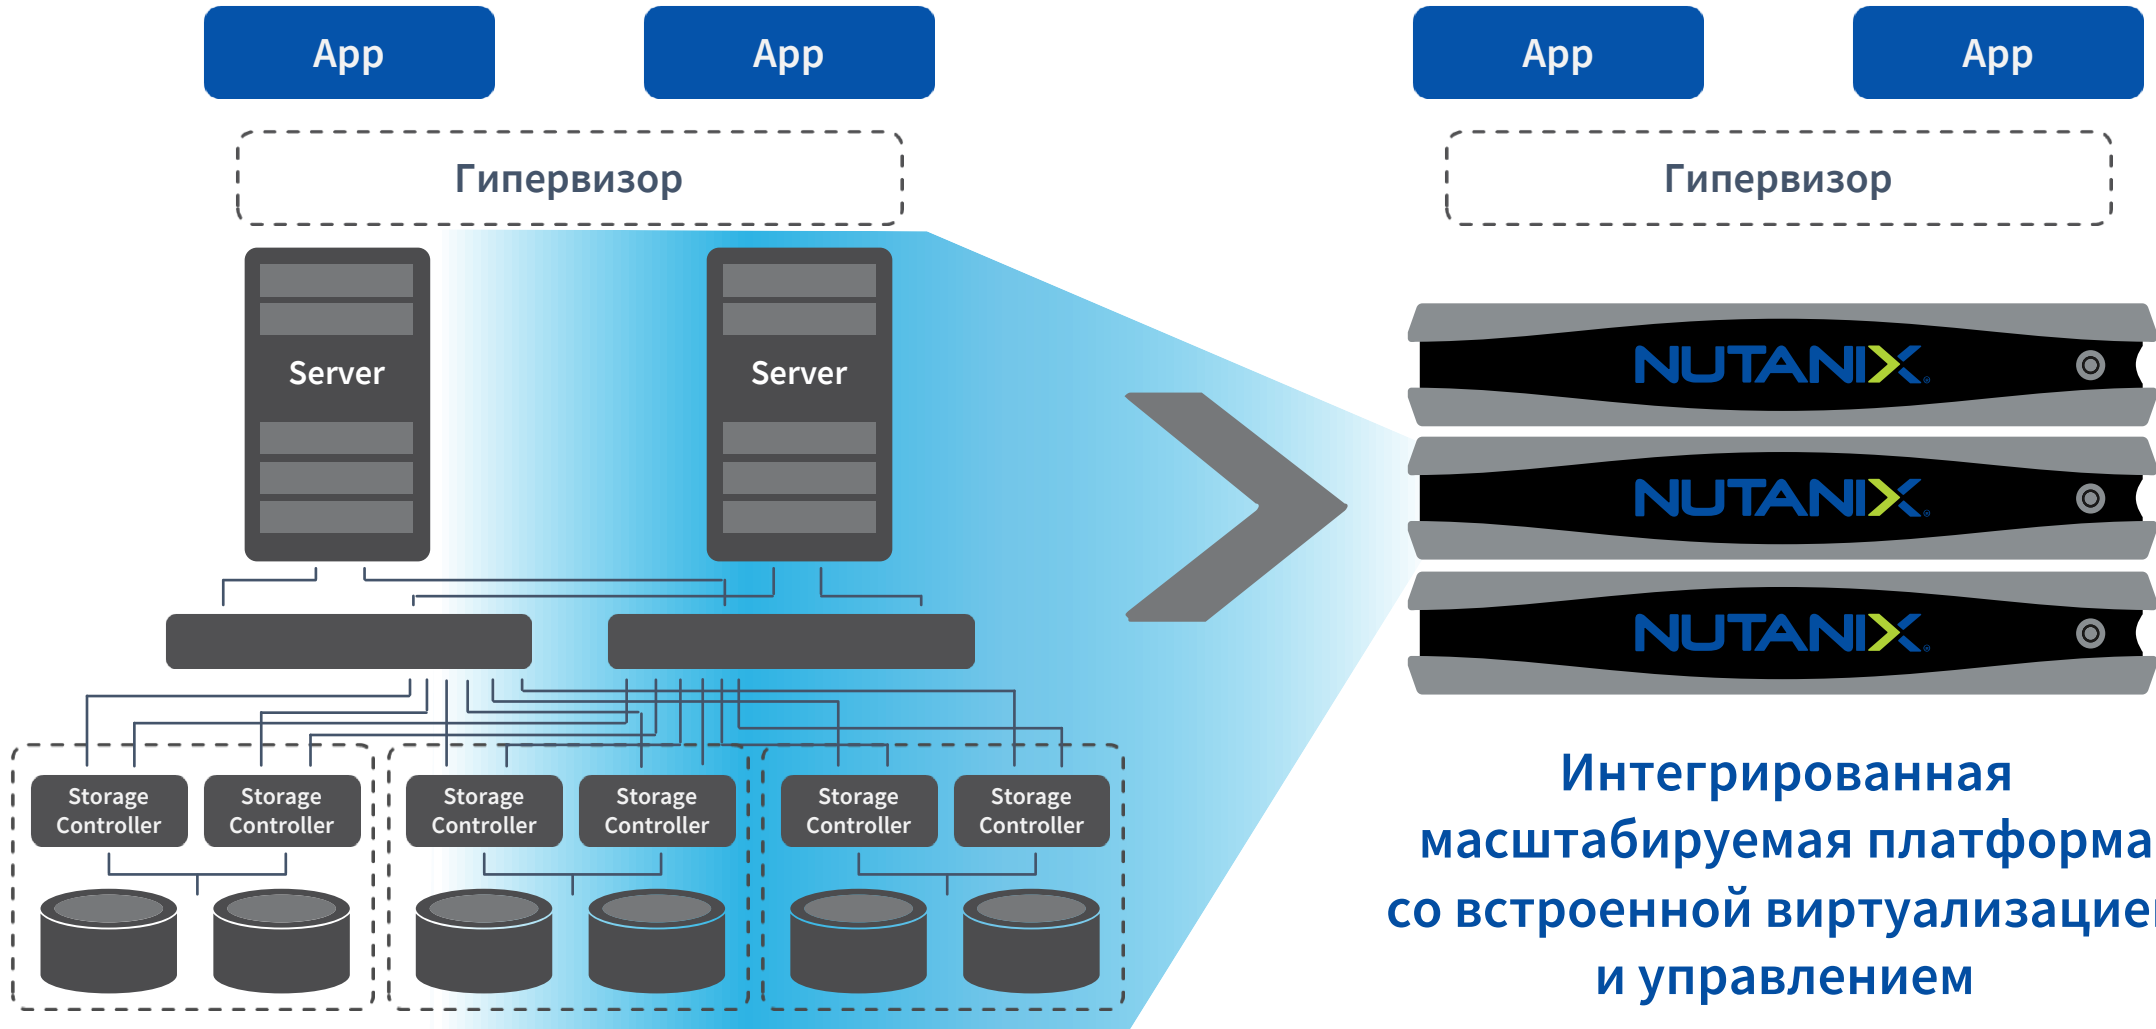 App
App
Гипервизор
Server
Server
Storage
Controller
Storage
Controller
Storage
Controller
Storage
Controller
Storage
Controller
Storage
Controller
App
App
Гипервизор
NUTANIX
NUTANIX
NUTANIX
Интегрированная
масштабируемая платформа
со встроенной виртуализацией
и управлением